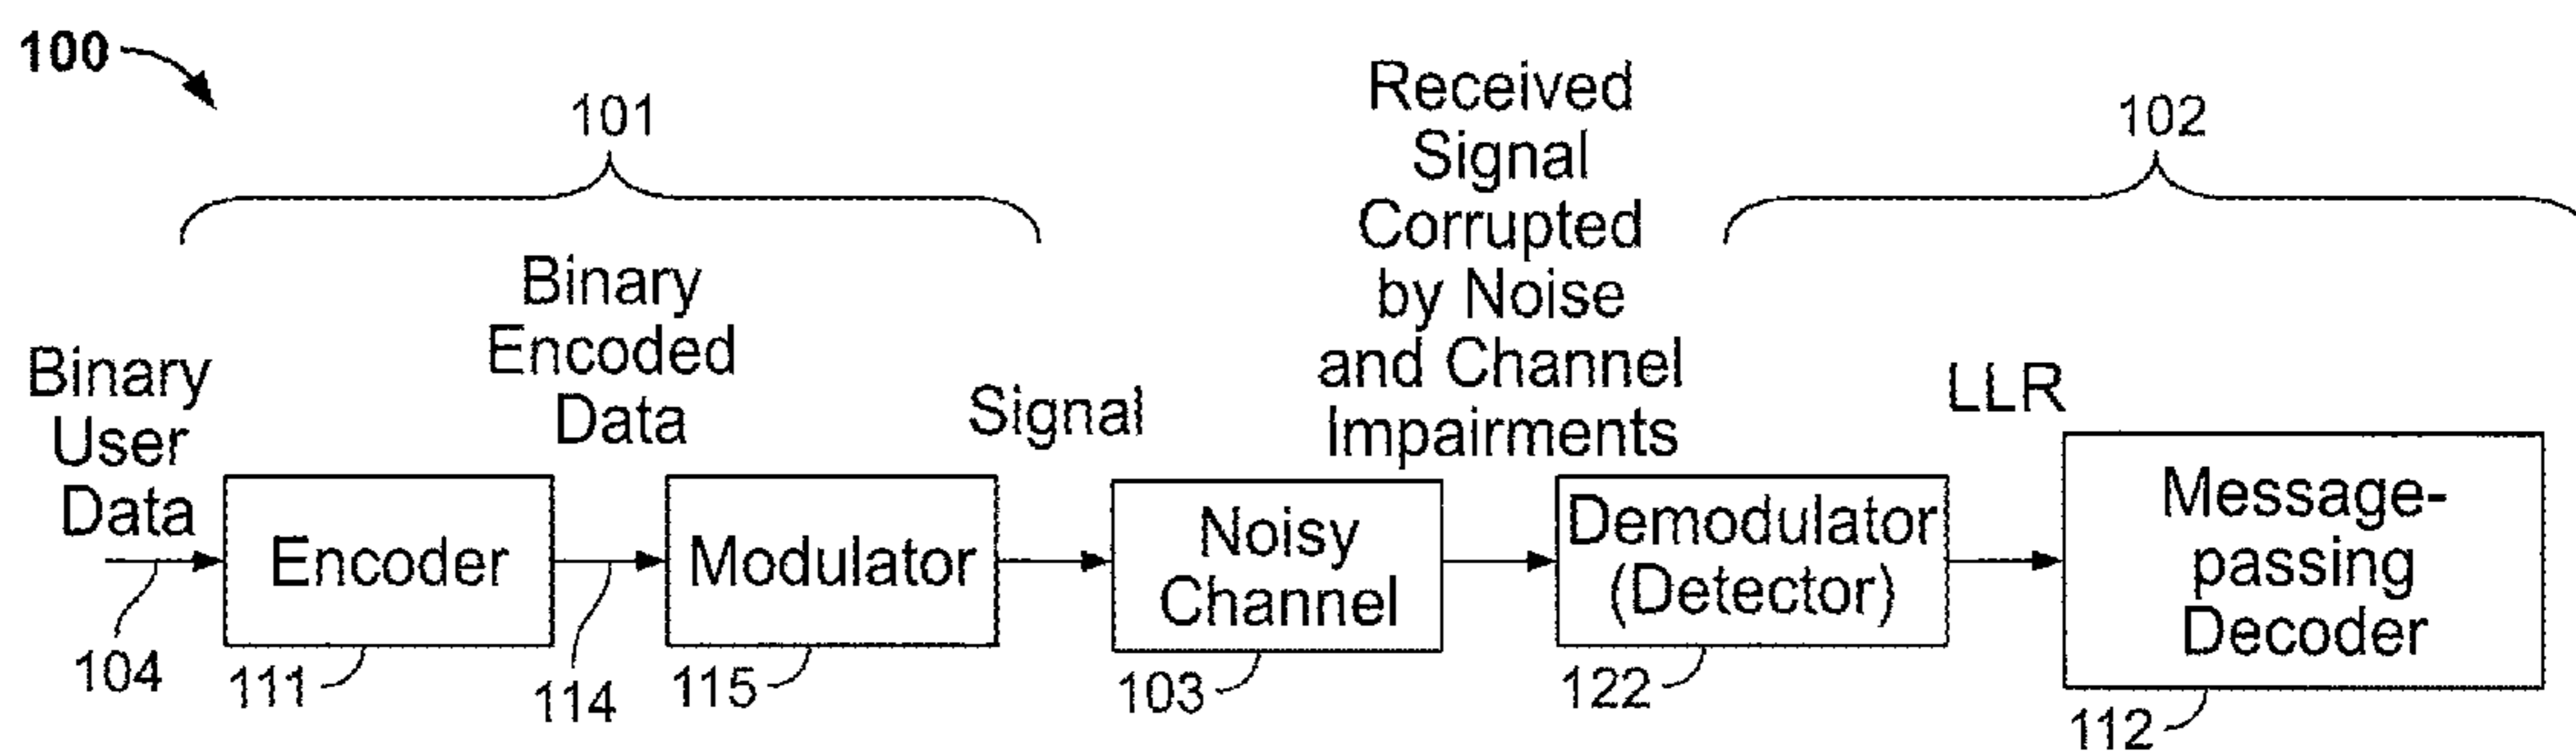 100
101
102
Binary
User
Data
Binary
Encoded
Data
Signal
Received
Signal
Corrupted
by Noise
and Channel
Impairments
LLR
Encoder
Modulator
Noisy
Channel
Demodulator
(Detector)
Message-
passing
Decoder
104
111
114
115
103
122
112